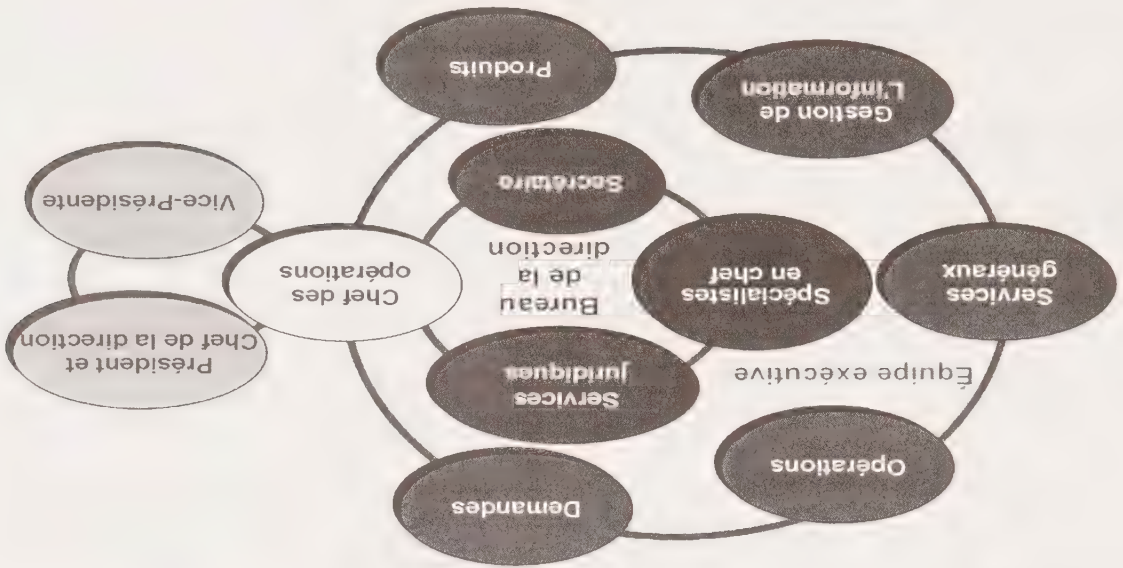 Demandes
Opérations
Équipe exécutive
Services
juridiques
Président et
Chef de la direction
Chef des
opérations
Bureau
de la
direction
Spécialistes
en chef
Services
généraux
Vice-Présidente
Secrétaire
Gestion de
L'information
Produits